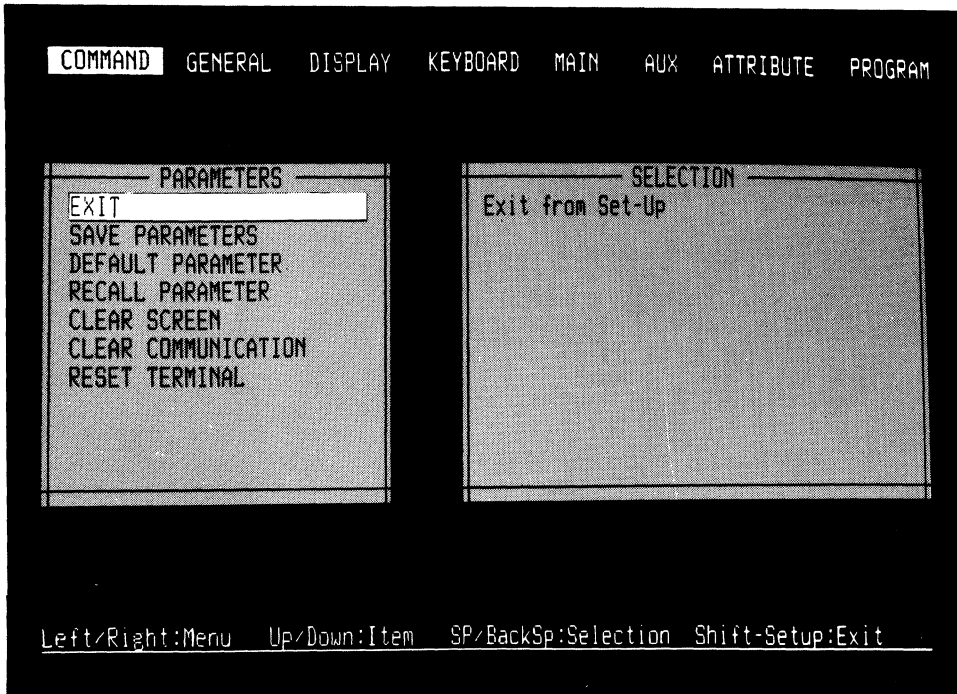 COMMAND GENERAL DISPLAY KEYBOARD MAIN AUX ATTRIBUTE PROGRAM
PARAMETERS
EXIT
SAVE PARAMETERS
DEFAULT PARAMETER
RECALL PARAMETER
CLEAR SCREEN
CLEAR COMMUNICATION
RESET TERMINAL
SELECTION
Exit from Set-Up
Left/Right:Menu Up/Down:Item SP/BackSp:Selection Shift-Setup:Exit